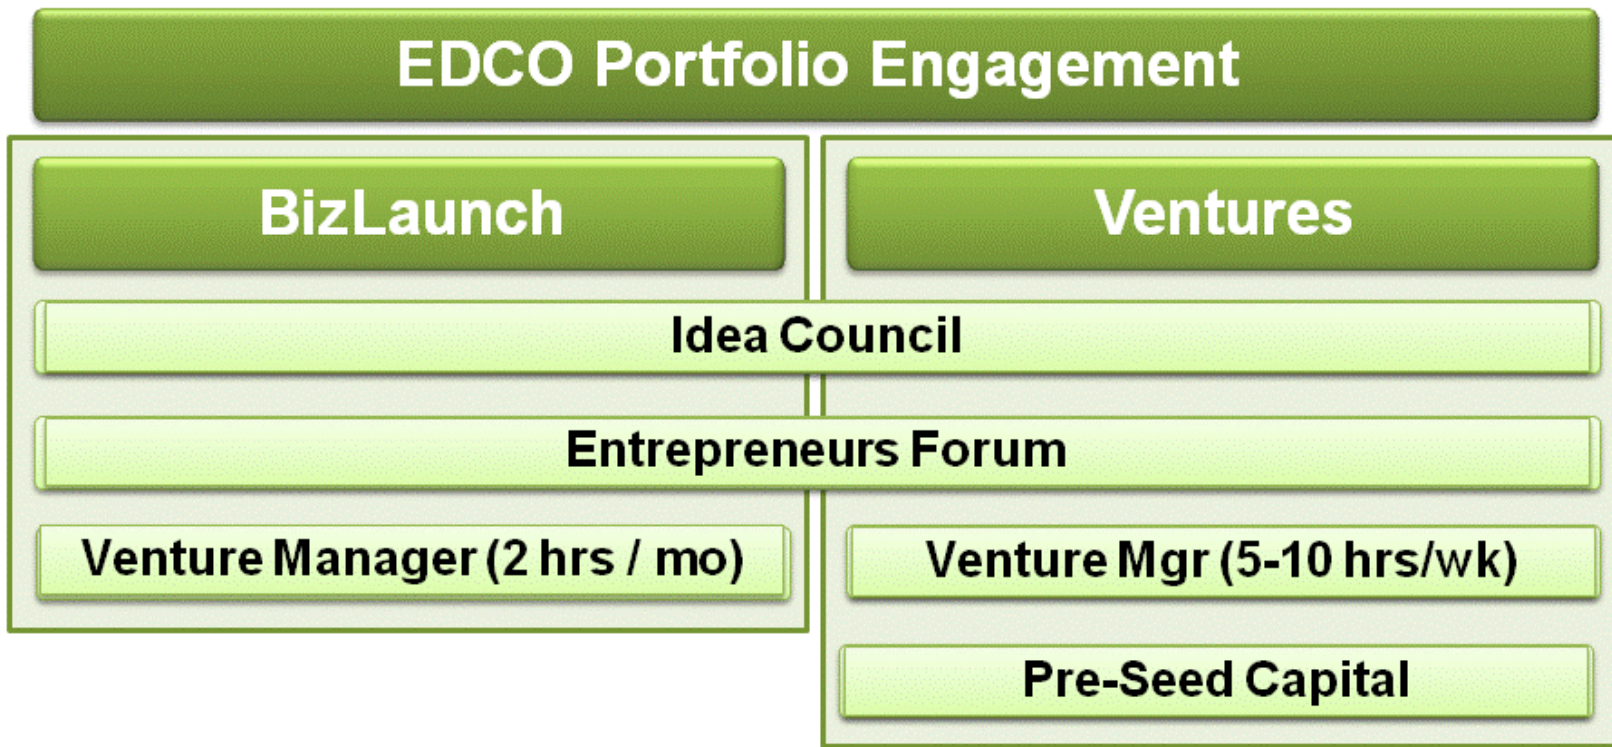 EDCO Portfolio Engagement
BizLaunch
Ventures
Idea Council
Entrepreneurs Forum
Venture Manager (2 hrs / mo)
Venture Mgr (5-10 hrs/wk)
Pre-Seed Capital